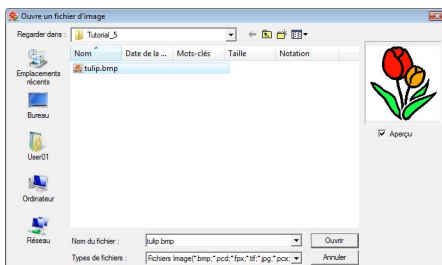 Ouvre un fichier d'image
Regarder dans :
Tutorial_5
Nom
Date de la ...
Mots-clés
Taille
Notation
tulip.bmp
Emplacements
récents
Bureau
User01
Ordinateur
Réseau
Aperçu
Nom du fichier :
tulip.bmp
Ouvrir
Types de fichiers :
Fichiers Image(*.bmp;*.pcd;*.fpx;*.tif;*.jpg;*.pcx;
Annuler